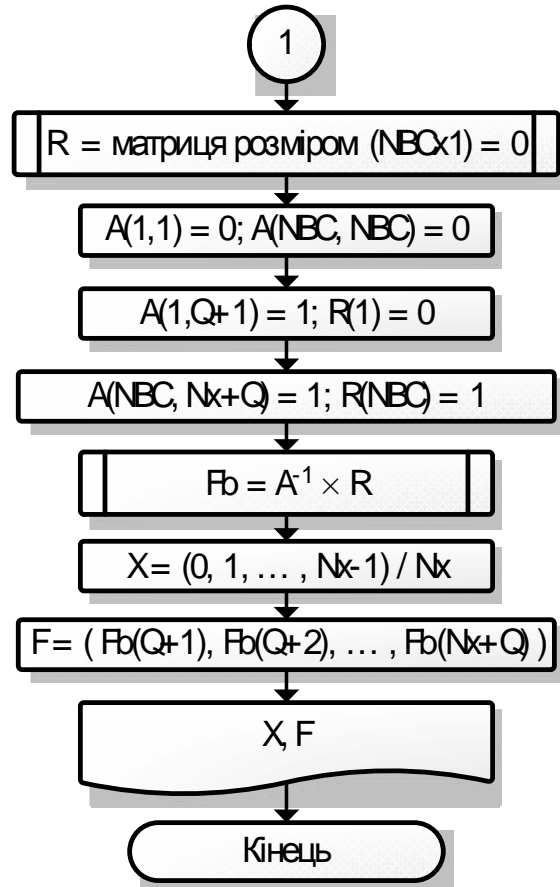 1
R = матриця розміром (NBCx1) = 0
A(1,1) = 0; A(NBC, NBC) = 0
A(1,Q+1) = 1; R(1) = 0
A(NBC, Nx+Q) = 1; R(NBC) = 1
Fb = A⁻¹ × R
X = (0, 1, … , Nx-1) / Nx
F = ( Fb(Q+1), Fb(Q+2), … , Fb(Nx+Q) )
X, F
Кінець